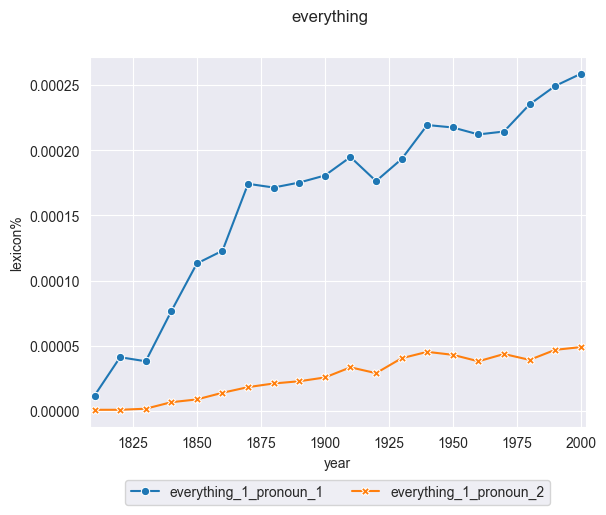 everything
0.00025
0.00020
0.00015
0.00010
0.00005
0.00000
lexicon%
1825 1850 1875 1900 1925 1950 1975 2000
year
everything_1_pronoun_1 everything_1_pronoun_2